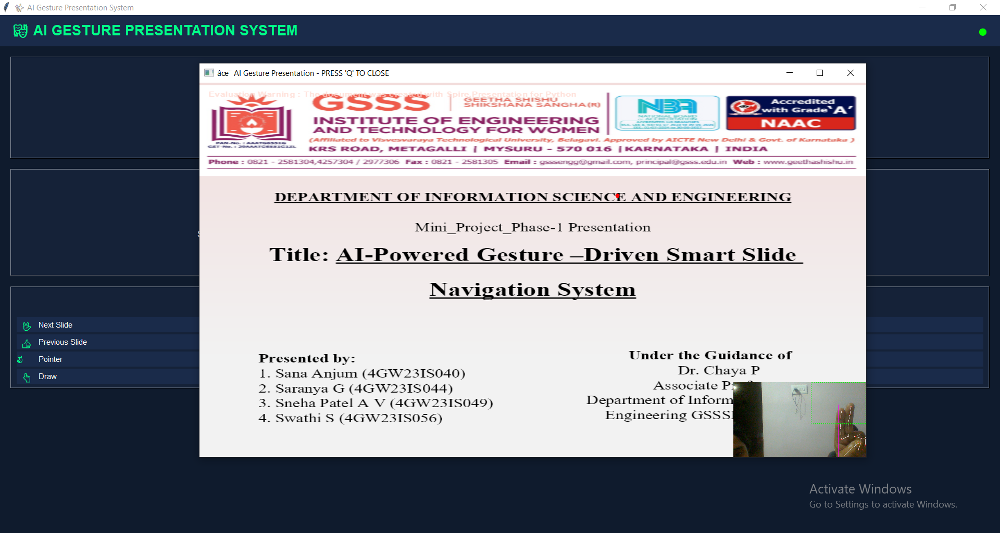 AI Gesture Presentation System
AI GESTURE PRESENTATION SYSTEM
âœ¨ AI Gesture Presentation - PRESS 'Q' TO CLOSE
Evaluation Warning : The document was created with Spire.Presentation for Python
GSSS
GEETHA SHISHU
SHIKSHANA SANGHA(R)
INSTITUTE OF ENGINEERING
AND TECHNOLOGY FOR WOMEN
NBA
NATIONAL BOARD
OF ACCREDITATION
Accredited
with Grade 'A'
NAAC
PAN-No. : AAATG6551G
GST-No. : 29AAATG6551G1ZL
(Affiliated to Visvesvaraya Technological University, Belagavi. Approved by AICTE New Delhi & Govt. of Karnataka )
KRS ROAD, METAGALLI | MYSURU - 570 016 | KARNATAKA | INDIA
Phone : 0821 - 2581304,4257304 / 2977306 Fax : 0821 - 2581305 Email : gsssengg@gmail.com, principal@gsss.edu.in Web : www.geethashishu.in
DEPARTMENT OF INFORMATION SCIENCE AND ENGINEERING
Mini_Project_Phase-1 Presentation
Title: AI-Powered Gesture –Driven Smart Slide
Navigation System
Presented by:
1. Sana Anjum (4GW23IS040)
2. Saranya G (4GW23IS044)
3. Sneha Patel A V (4GW23IS049)
4. Swathi S (4GW23IS056)
Under the Guidance of
Dr. Chaya P
Associate
Department of Inform
Engineering GSSS
Next Slide
Previous Slide
Pointer
Draw
Activate Windows
Go to Settings to activate Windows.